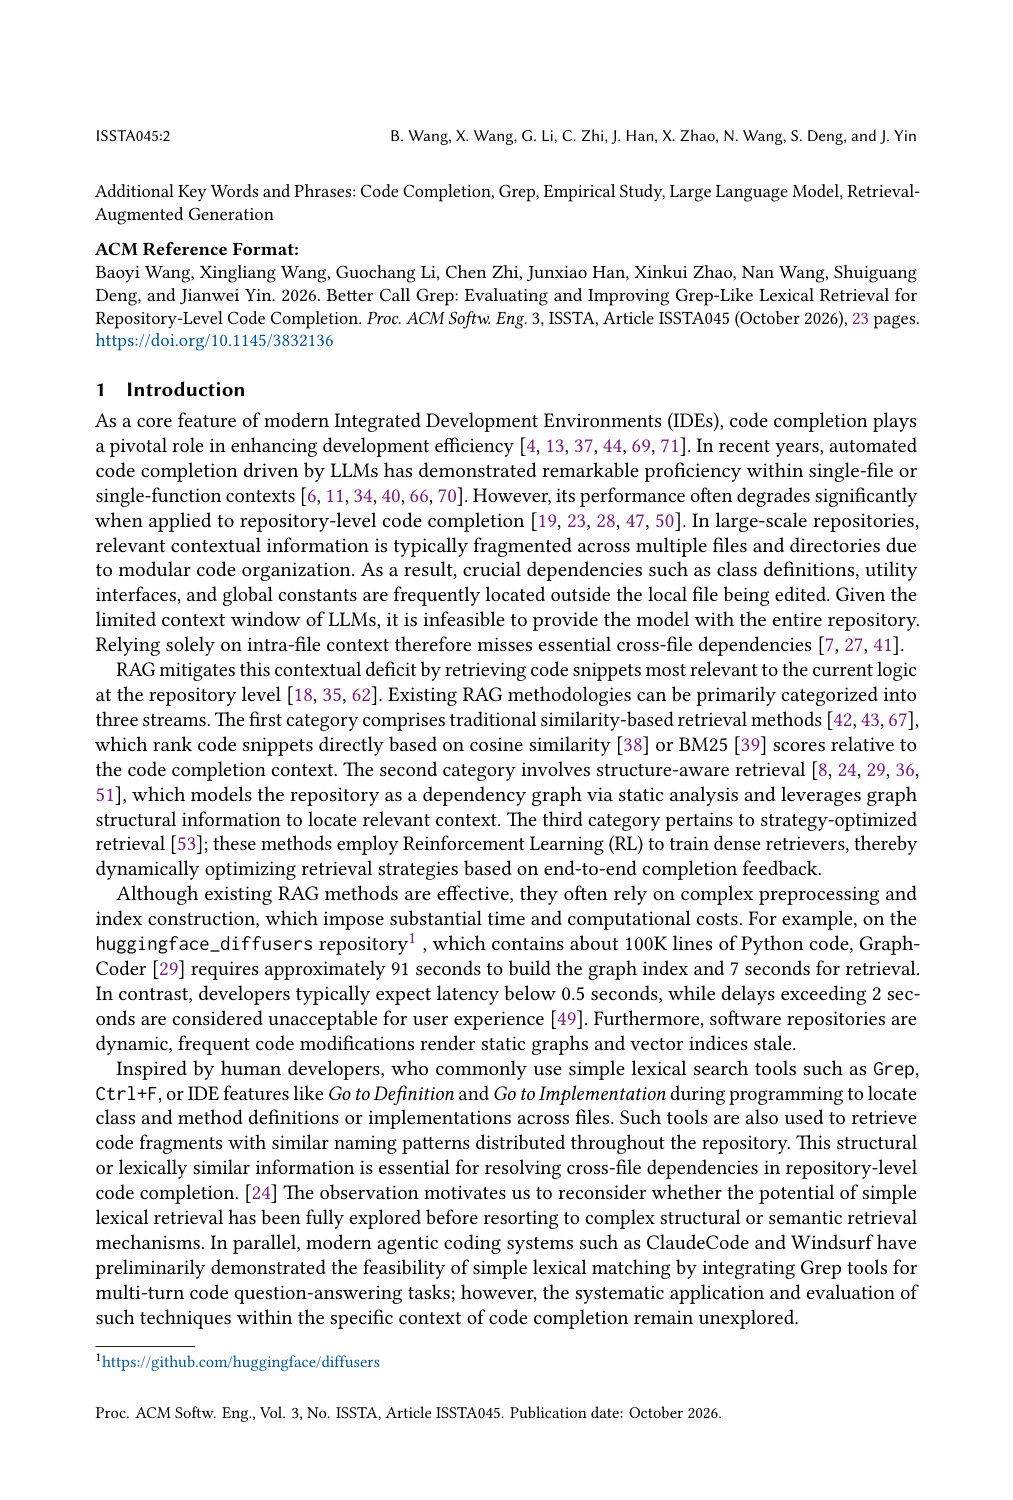 ISSTA045:2 B. Wang, X. Wang, G. Li, C. Zhi, J. Han, X. Zhao, N. Wang, S. Deng, and J. Yin
Additional Key Words and Phrases: Code Completion, Grep, Empirical Study, Large Language Model, Retrieval-
Augmented Generation
ACM Reference Format:
Baoyi Wang, Xingliang Wang, Guochang Li, Chen Zhi, Junxiao Han, Xinkui Zhao, Nan Wang, Shuiguang
Deng, and Jianwei Yin. 2026. Better Call Grep: Evaluating and Improving Grep-Like Lexical Retrieval for
Repository-Level Code Completion. Proc. ACM Softw. Eng. 3, ISSTA, Article ISSTA045 (October 2026), 23 pages.
https://doi.org/10.1145/3832136
1 Introduction
As a core feature of modern Integrated Development Environments (IDEs), code completion plays
a pivotal role in enhancing development efficiency [4, 13, 37, 44, 69, 71]. In recent years, automated
code completion driven by LLMs has demonstrated remarkable proficiency within single-file or
single-function contexts [6, 11, 34, 40, 66, 70]. However, its performance often degrades significantly
when applied to repository-level code completion [19, 23, 28, 47, 50]. In large-scale repositories,
relevant contextual information is typically fragmented across multiple files and directories due
to modular code organization. As a result, crucial dependencies such as class definitions, utility
interfaces, and global constants are frequently located outside the local file being edited. Given the
limited context window of LLMs, it is infeasible to provide the model with the entire repository.
Relying solely on intra-file context therefore misses essential cross-file dependencies [7, 27, 41].
RAG mitigates this contextual deficit by retrieving code snippets most relevant to the current logic
at the repository level [18, 35, 62]. Existing RAG methodologies can be primarily categorized into
three streams. The first category comprises traditional similarity-based retrieval methods [42, 43, 67],
which rank code snippets directly based on cosine similarity [38] or BM25 [39] scores relative to
the code completion context. The second category involves structure-aware retrieval [8, 24, 29, 36,
51], which models the repository as a dependency graph via static analysis and leverages graph
structural information to locate relevant context. The third category pertains to strategy-optimized
retrieval [53]; these methods employ Reinforcement Learning (RL) to train dense retrievers, thereby
dynamically optimizing retrieval strategies based on end-to-end completion feedback.
Although existing RAG methods are effective, they often rely on complex preprocessing and
index construction, which impose substantial time and computational costs. For example, on the
huggingface_diffusers repository1 , which contains about 100K lines of Python code, Graph-
Coder [29] requires approximately 91 seconds to build the graph index and 7 seconds for retrieval.
In contrast, developers typically expect latency below 0.5 seconds, while delays exceeding 2 sec-
onds are considered unacceptable for user experience [49]. Furthermore, software repositories are
dynamic, frequent code modifications render static graphs and vector indices stale.
Inspired by human developers, who commonly use simple lexical search tools such as Grep,
Ctrl+F, or IDE features like Go to Definition and Go to Implementation during programming to locate
class and method definitions or implementations across files. Such tools are also used to retrieve
code fragments with similar naming patterns distributed throughout the repository. This structural
or lexically similar information is essential for resolving cross-file dependencies in repository-level
code completion. [24] The observation motivates us to reconsider whether the potential of simple
lexical retrieval has been fully explored before resorting to complex structural or semantic retrieval
mechanisms. In parallel, modern agentic coding systems such as ClaudeCode and Windsurf have
preliminarily demonstrated the feasibility of simple lexical matching by integrating Grep tools for
multi-turn code question-answering tasks; however, the systematic application and evaluation of
such techniques within the specific context of code completion remain unexplored.
1https://github.com/huggingface/diffusers
Proc. ACM Softw. Eng., Vol. 3, No. ISSTA, Article ISSTA045. Publication date: October 2026.